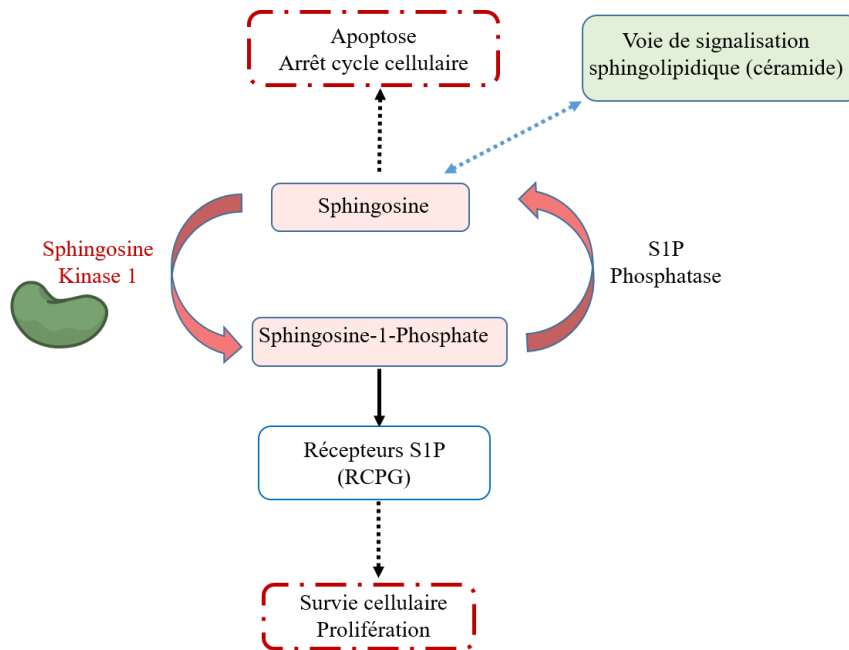 Apoptose
Arrêt cycle cellulaire
Voie de signalisation
sphingolipidique (céramide)
Sphingosine
Sphingosine
Kinase 1
S1P
Phosphatase
Sphingosine-1-Phosphate
Récepteurs S1P
(RCPG)
Survie cellulaire
Prolifération